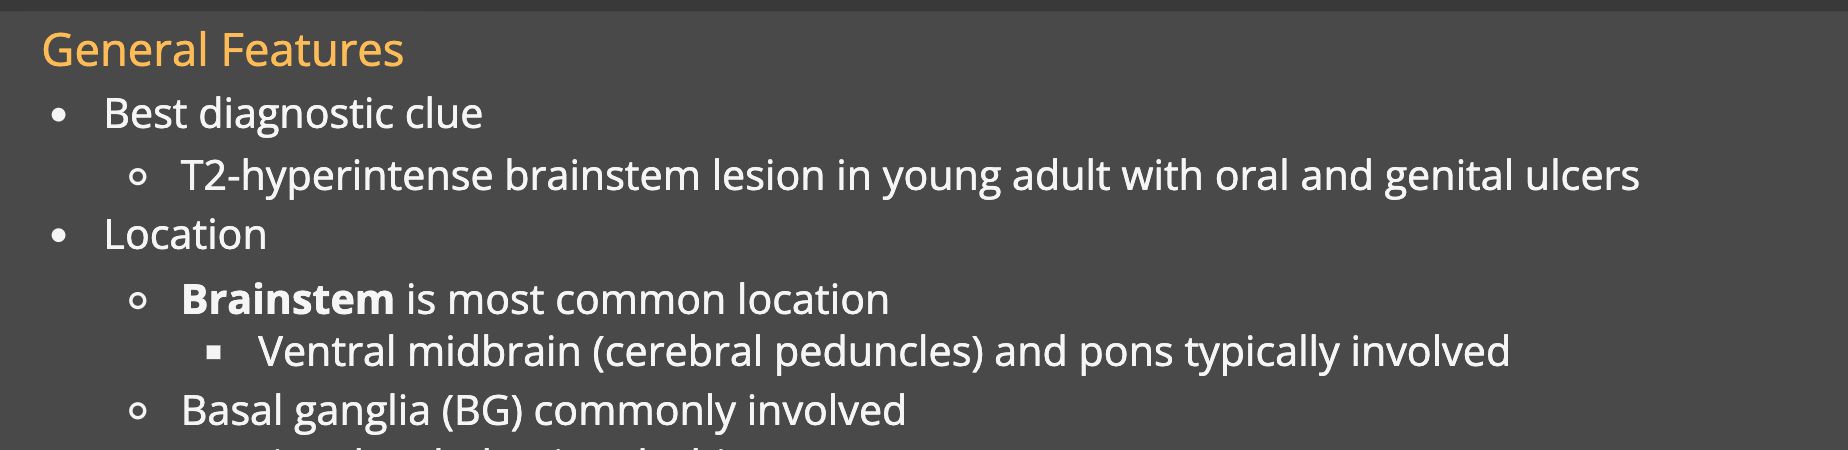 General Features
• Best diagnostic clue
○ T2-hyperintense brainstem lesion in young adult with oral and genital ulcers
• Location
○ Brainstem is most common location
▪ Ventral midbrain (cerebral peduncles) and pons typically involved
○ Basal ganglia (BG) commonly involved